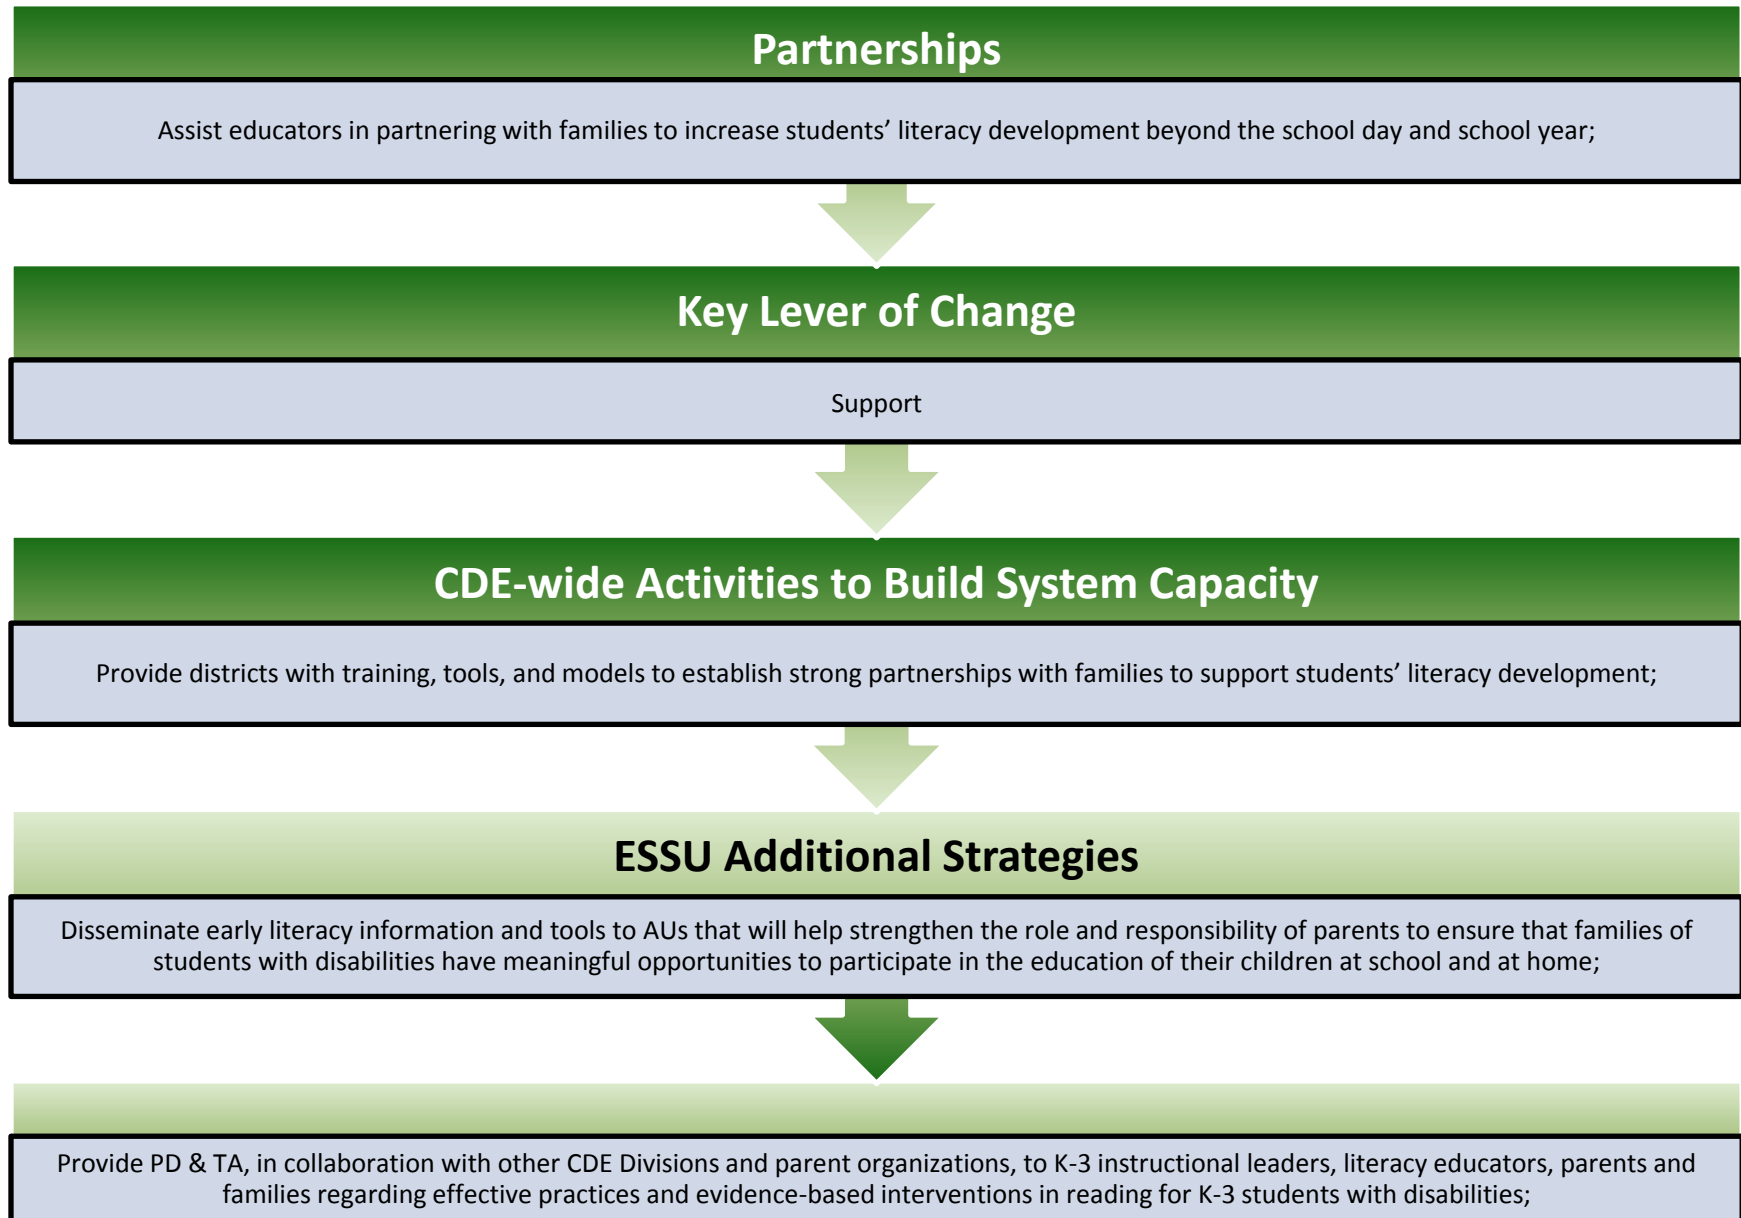 Partnerships
Assist educators in partnering with families to increase students’ literacy development beyond the school day and school year;
Key Lever of Change
Support
CDE-wide Activities to Build System Capacity
Provide districts with training, tools, and models to establish strong partnerships with families to support students’ literacy development;
ESSU Additional Strategies
Disseminate early literacy information and tools to AUs that will help strengthen the role and responsibility of parents to ensure that families of
students with disabilities have meaningful opportunities to participate in the education of their children at school and at home;
Provide PD & TA, in collaboration with other CDE Divisions and parent organizations, to K-3 instructional leaders, literacy educators, parents and
families regarding effective practices and evidence-based interventions in reading for K-3 students with disabilities;